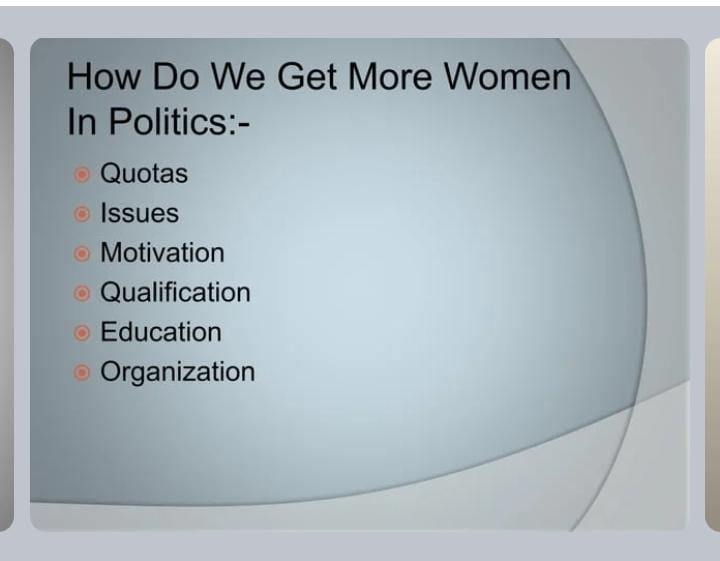 How Do We Get More Women
In Politics:-
Quotas
Issues
Motivation
Qualification
Education
Organization